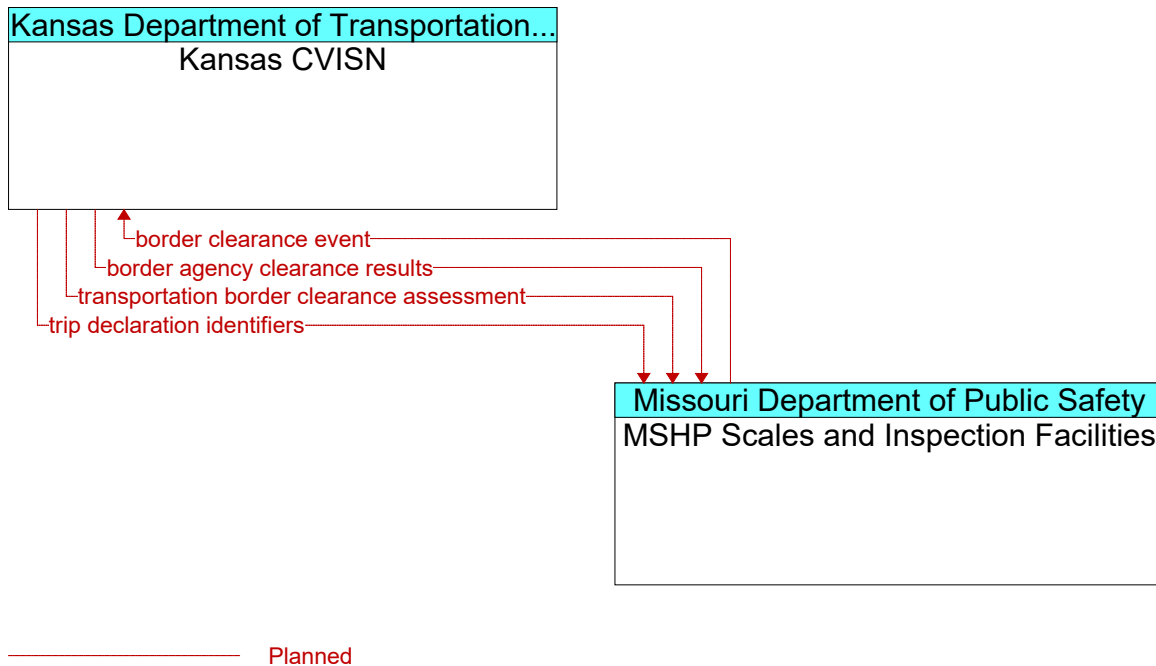 Kansas Department of Transportation...
Kansas CVISN
border clearance event
border agency clearance results
transportation border clearance assessment
trip declaration identifiers
Missouri Department of Public Safety
MSHP Scales and Inspection Facilities
Planned